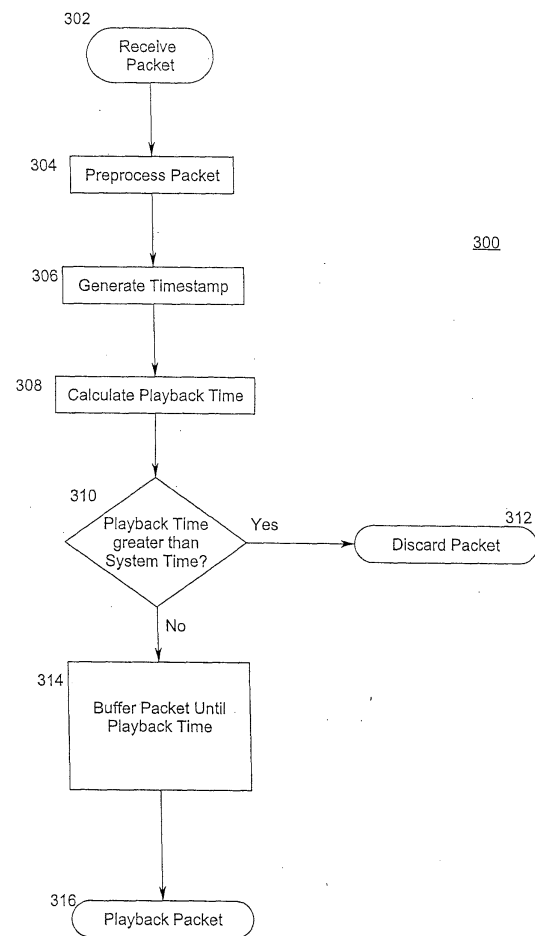 302
Receive
Packet
304
Preprocess Packet
300
306
Generate Timestamp
308
Calculate Playback Time
310
Playback Time
greater than
System Time?
Yes
312
Discard Packet
No
314
Buffer Packet Until
Playback Time
316
Playback Packet